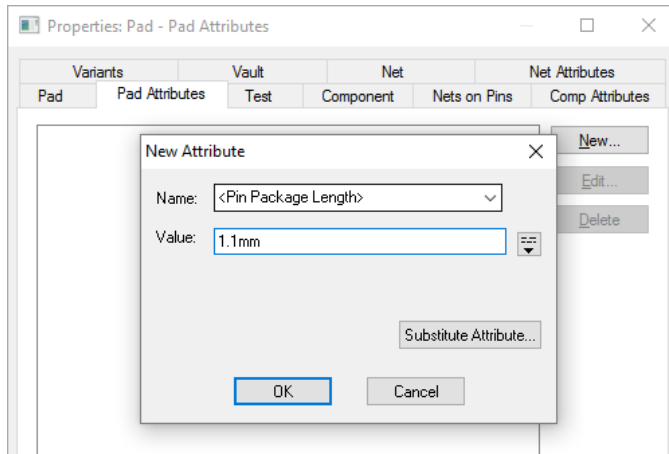 Properties: Pad - Pad Attributes
Variants Vault Net Net Attributes
Pad Pad Attributes Test Component Nets on Pins Comp Attributes
New...
Edit...
Delete
New Attribute
Name: <Pin Package Length>
Value: 1.1mm
Substitute Attribute...
OK Cancel